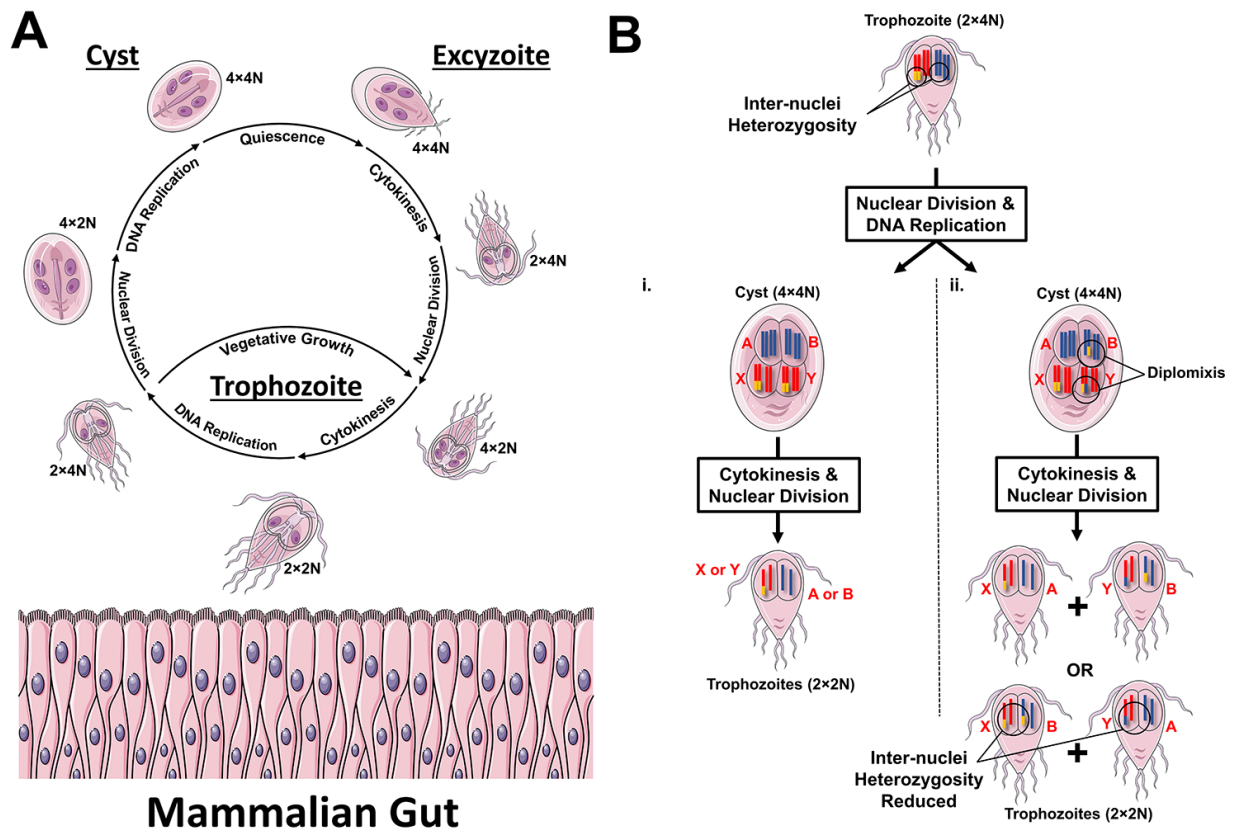 A
Cyst
Excyzoite
4×4N
4×4N
Quiescence
DNA Replication
Cytokinesis
4×2N
2×4N
Nuclear Division
Nuclear Division
Vegetative Growth
Trophozoite
DNA Replication
Cytokinesis
2×4N
4×2N
2×2N
Mammalian Gut
B
Trophozoite (2×4N)
Inter-nuclei
Heterozygosity
Nuclear Division &
DNA Replication
i.
Cyst (4×4N)
A
B
X
Y
Cytokinesis &
Nuclear Division
X or Y
A or B
Trophozoites (2×2N)
ii.
Cyst (4×4N)
A
B
X
Y
Diplomixis
Cytokinesis &
Nuclear Division
X
A
+
Y
B
OR
X
B
+
Y
A
Inter-nuclei
Heterozygosity
Reduced
Trophozoites (2×2N)